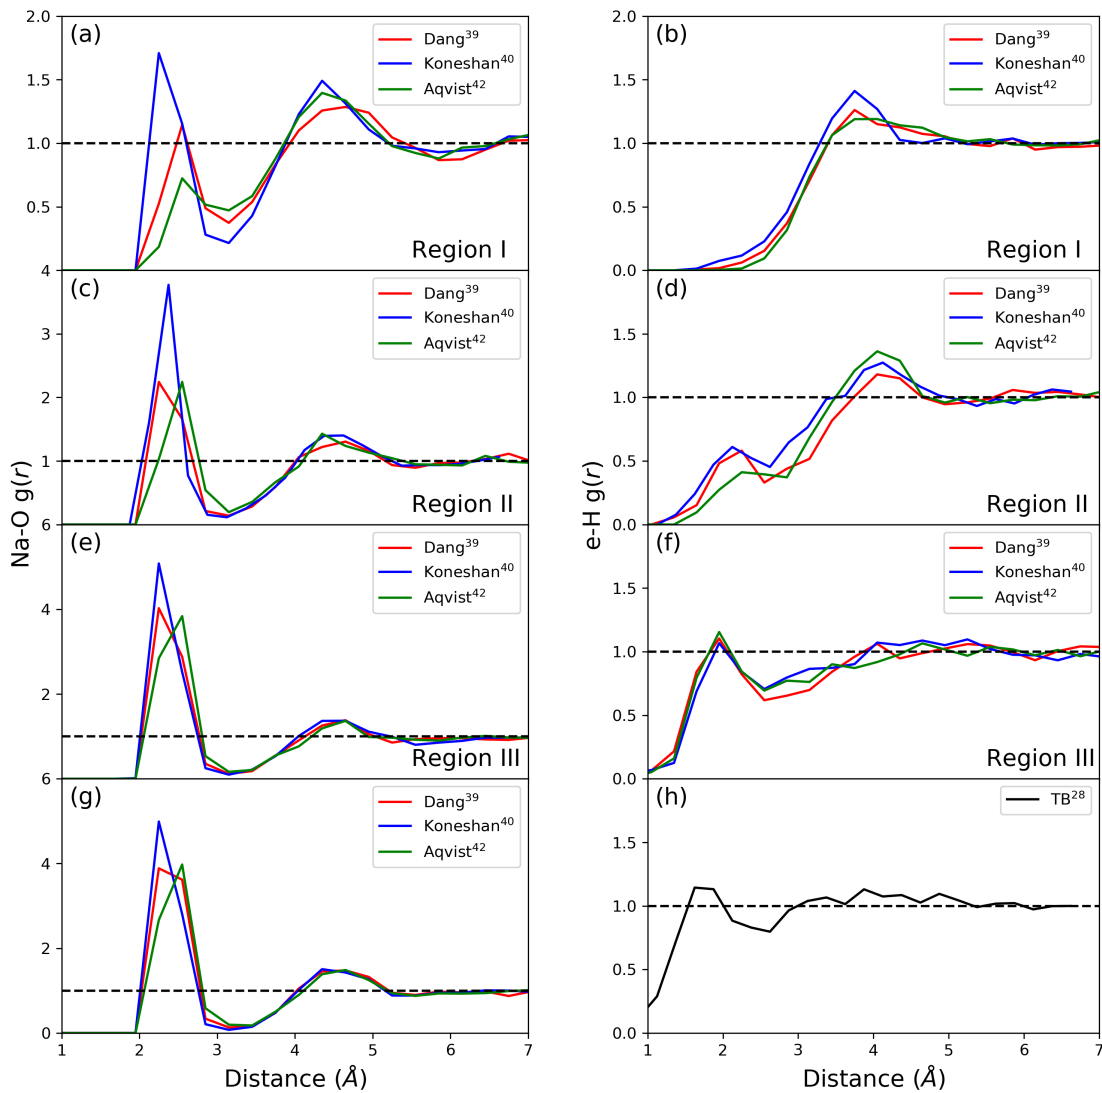 (a)
Dang39
Koneshan40
Aqvist42
Region I
2.0
1.5
1.0
0.5
4
(b)
Dang39
Koneshan40
Aqvist42
Region I
2.0
1.5
1.0
0.5
0.0
(c)
Dang39
Koneshan40
Aqvist42
Region II
3
2
1
6
(d)
Dang39
Koneshan40
Aqvist42
Region II
1.5
1.0
0.5
0.0
Na-O g(r)
e-H g(r)
(e)
Dang39
Koneshan40
Aqvist42
Region III
4
2
6
(f)
Dang39
Koneshan40
Aqvist42
Region III
1.5
1.0
0.5
0.0
(g)
Dang39
Koneshan40
Aqvist42
4
2
0
1 2 3 4 5 6 7
Distance (Å)
(h)
TB28
1.5
1.0
0.5
0.0
1 2 3 4 5 6 7
Distance (Å)